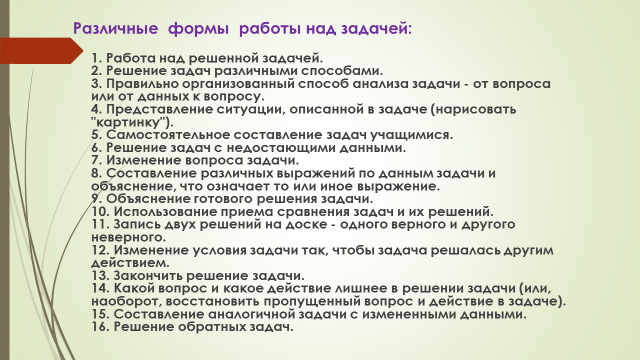 Различные формы работы над задачей:
1. Работа над решенной задачей.
2. Решение задач различными способами.
3. Правильно организованный способ анализа задачи - от вопроса
или от данных к вопросу.
4. Представление ситуации, описанной в задаче (нарисовать
"картинку").
5. Самостоятельное составление задач учащимися.
6. Решение задач с недостающими данными.
7. Изменение вопроса задачи.
8. Составление различных выражений по данным задачи и
объяснение, что означает то или иное выражение.
9. Объяснение готового решения задачи.
10. Использование приема сравнения задач и их решений.
11. Запись двух решений на доске - одного верного и другого
неверного.
12. Изменение условия задачи так, чтобы задача решалась другим
действием.
13. Закончить решение задачи.
14. Какой вопрос и какое действие лишнее в решении задачи (или,
наоборот, восстановить пропущенный вопрос и действие в задаче).
15. Составление аналогичной задачи с измененными данными.
16. Решение обратных задач.